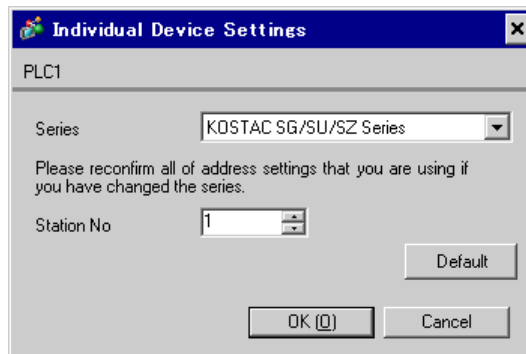 Individual Device Settings
PLC1
Series
KOSTAC SG/SU/SZ Series
Please reconfirm all of address settings that you are using if
you have changed the series.
Station No
1
Default
OK (O)
Cancel